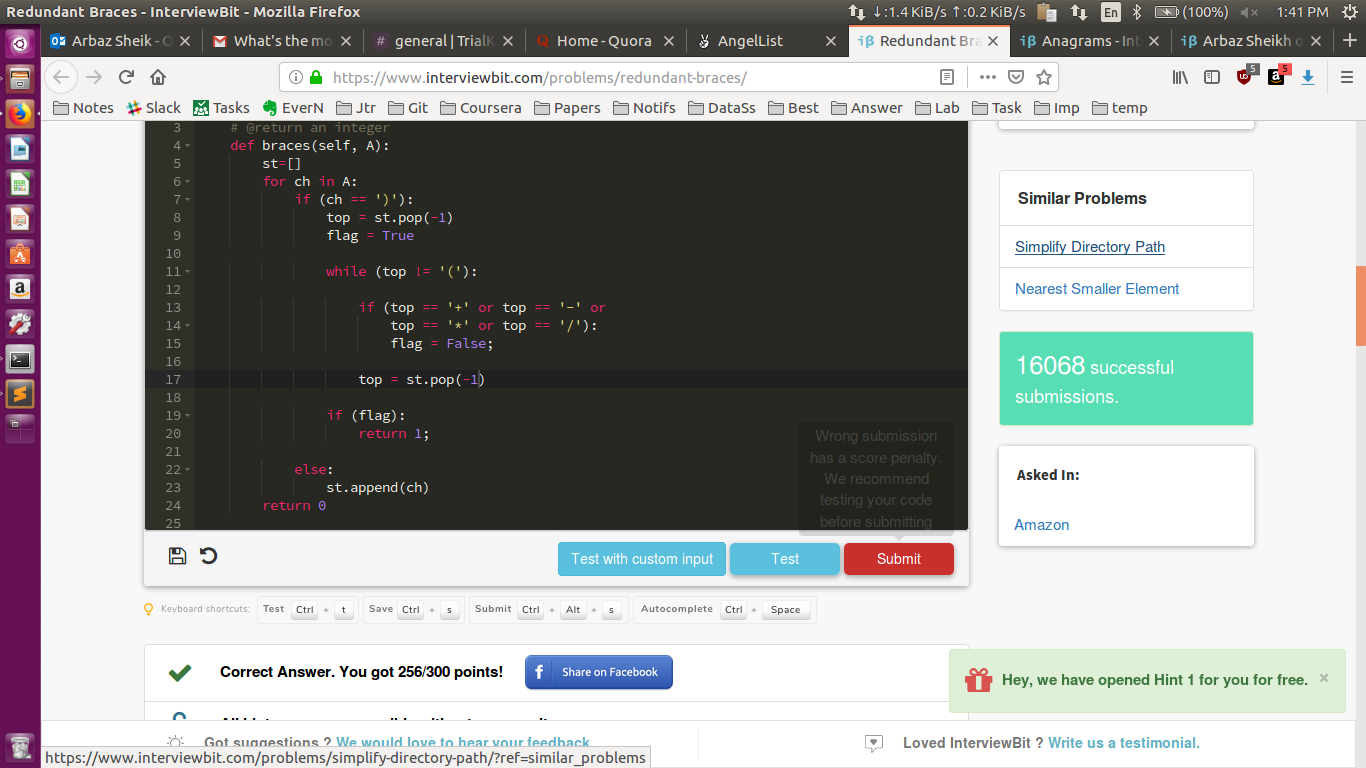 Redundant Braces - InterviewBit - Mozilla Firefox
↓:1.4 KiB/s ↑:0.2 KiB/s En (100%) 1:41 PM
Arbaz Sheik - O
What's the mo
# general | TrialK
Home - Quora
AngelList
Redundant Bra
Anagrams - Int
Arbaz Sheikh o
https://www.interviewbit.com/problems/redundant-braces/
5
5
Notes Slack Tasks EverN Jtr Git Coursera Papers Notifs DataSs Best Answer Lab Task Imp temp
3 # @return an integer
4 def braces(self, A):
5 st=[]
6 for ch in A:
7 if (ch == ')'):
8 top = st.pop(-1)
9 flag = True
10
11 while (top != '('):
12
13 if (top == '+' or top == '-' or
14 top == '*' or top == '/'):
15 flag = False;
16
17 top = st.pop(-1)
18
19 if (flag):
20 return 1;
21
22 else:
23 st.append(ch)
24 return 0
25
Wrong submission
has a score penalty.
We recommend
testing your code
before submitting
Test with custom input
Test
Submit
Keyboard shortcuts: Test Ctrl + t Save Ctrl + s Submit Ctrl + Alt + s Autocomplete Ctrl + Space
Correct Answer. You got 256/300 points!
f Share on Facebook
Similar Problems
Simplify Directory Path
Nearest Smaller Element
16068 successful
submissions.
Asked In:
Amazon
Hey, we have opened Hint 1 for you for free. ×
Got suggestions ? We would love to hear your feedback.
Loved InterviewBit ? Write us a testimonial.
https://www.interviewbit.com/problems/simplify-directory-path/?ref=similar_problems